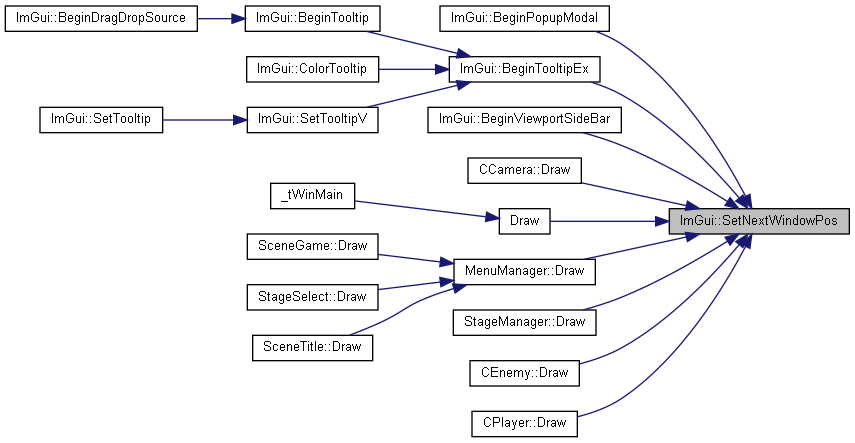 ImGui::BeginDragDropSource
ImGui::BeginTooltip
ImGui::BeginPopupModal
ImGui::ColorTooltip
ImGui::BeginTooltipEx
ImGui::SetTooltip
ImGui::SetTooltipV
ImGui::BeginViewportSideBar
CCamera::Draw
_tWinMain
Draw
ImGui::SetNextWindowPos
SceneGame::Draw
MenuManager::Draw
StageSelect::Draw
StageManager::Draw
SceneTitle::Draw
CEnemy::Draw
CPlayer::Draw